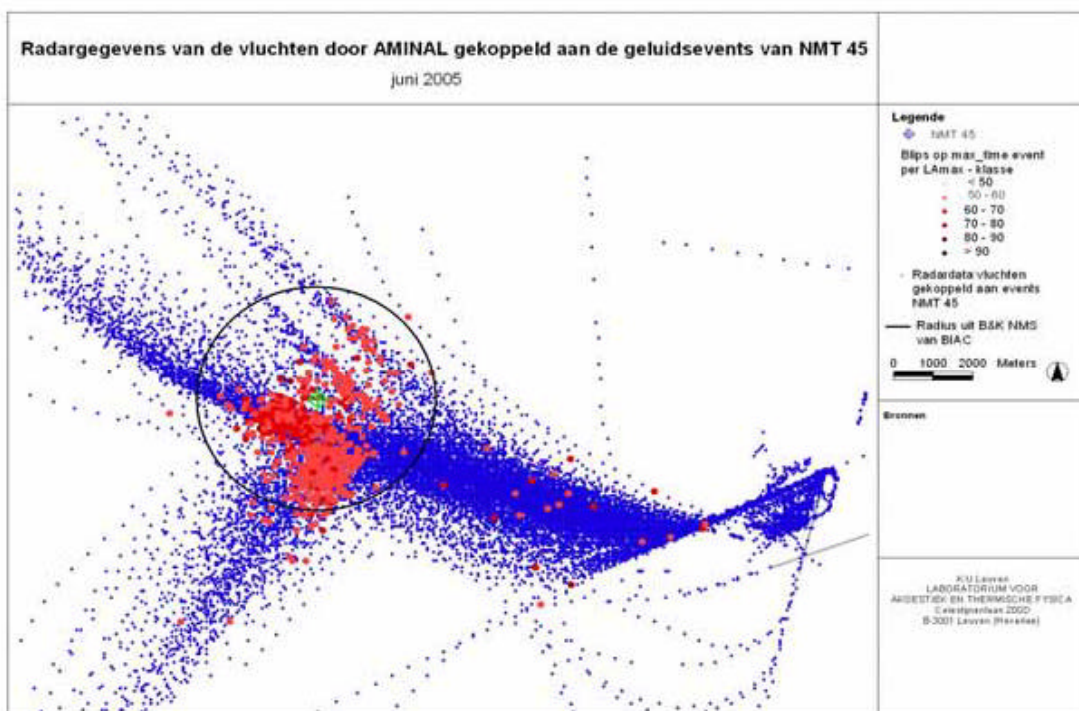 Radargegevens van de vluchten door AMINAL gekoppeld aan de geluidsevents van NMT 45
juni 2005
Legende
NMT 45
Blips op max_time event
per LAmax - klasse
< 50
50 - 60
60 - 70
70 - 80
80 - 90
> 90
Radardata vluchten
gekoppeld aan events
NMT 45
Radius uit B&K NMS
van BIAC
0 1000 2000 Meters
Bronnen
K U Leuven
LABORATORIUM VOOR
AKOESTIEK EN THERMISCHE FYSICA
Celestijnenlaan 200D
B-3001 Leuven (Heverlee)